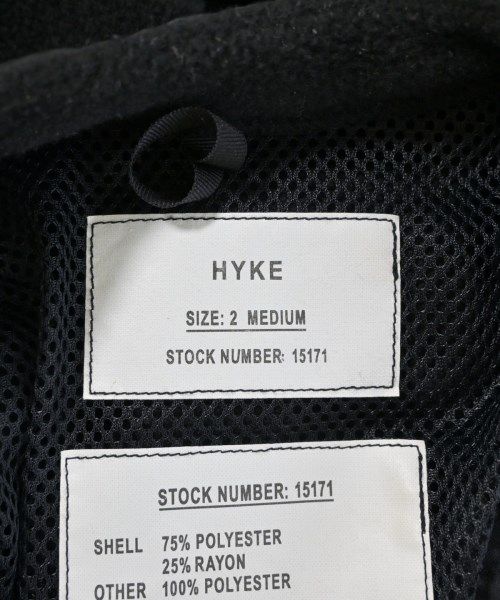 HYKE
SIZE: 2 MEDIUM
STOCK NUMBER: 15171
STOCK NUMBER: 15171
SHELL 75% POLYESTER
25% RAYON
OTHER 100% POLYESTER